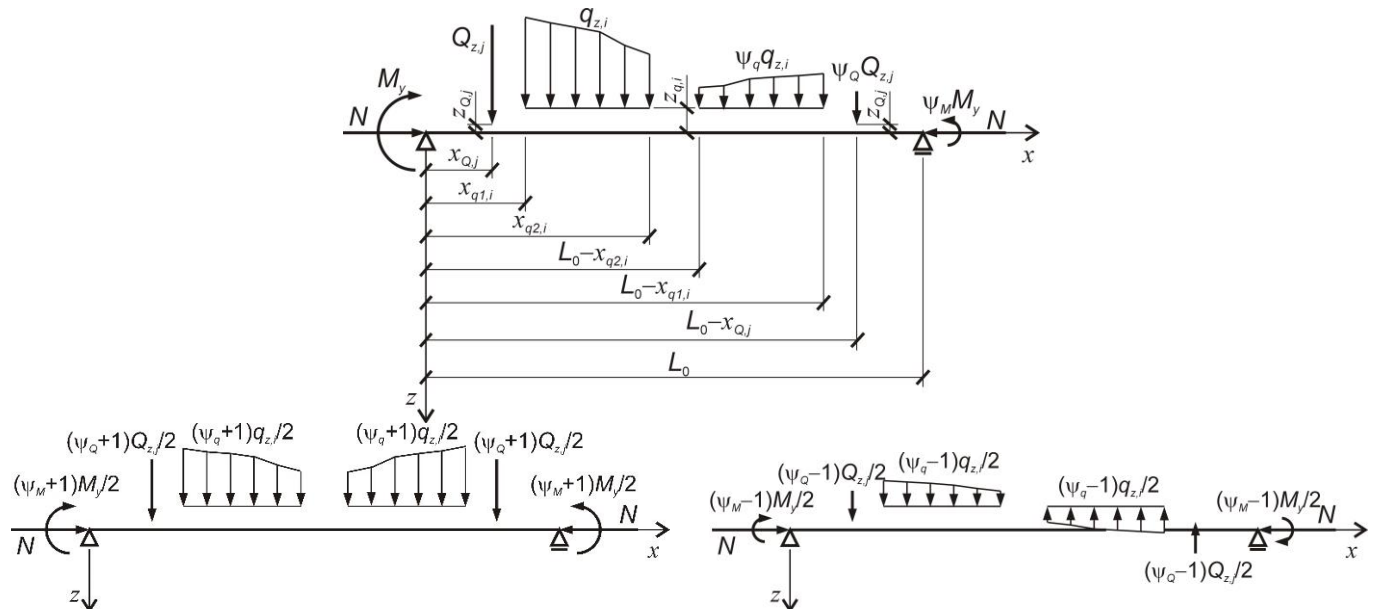 q_{z,i}
Q_{z,j}
ψ_q q_{z,i}
ψ_Q Q_{z,j}
M_y
z_{Q,j}
z_{q,i}
z_{Q,j}
ψ_M M_y
N
N
x
x_{Q,j}
x_{q1,i}
x_{q2,i}
L_0–x_{q2,i}
L_0–x_{q1,i}
L_0–x_{Q,j}
L_0
z
(ψ_Q+1)Q_{z,j}/2
(ψ_q+1)q_{z,i}/2
(ψ_q+1)q_{z,i}/2
(ψ_Q+1)Q_{z,j}/2
(ψ_M+1)M_y/2
(ψ_M+1)M_y/2
N
N
x
z
(ψ_Q–1)Q_{z,j}/2
(ψ_q–1)q_{z,i}/2
(ψ_q–1)q_{z,i}/2
(ψ_M–1)M_y/2
(ψ_M–1)M_y/2
N
N
x
(ψ_Q–1)Q_{z,j}/2
z